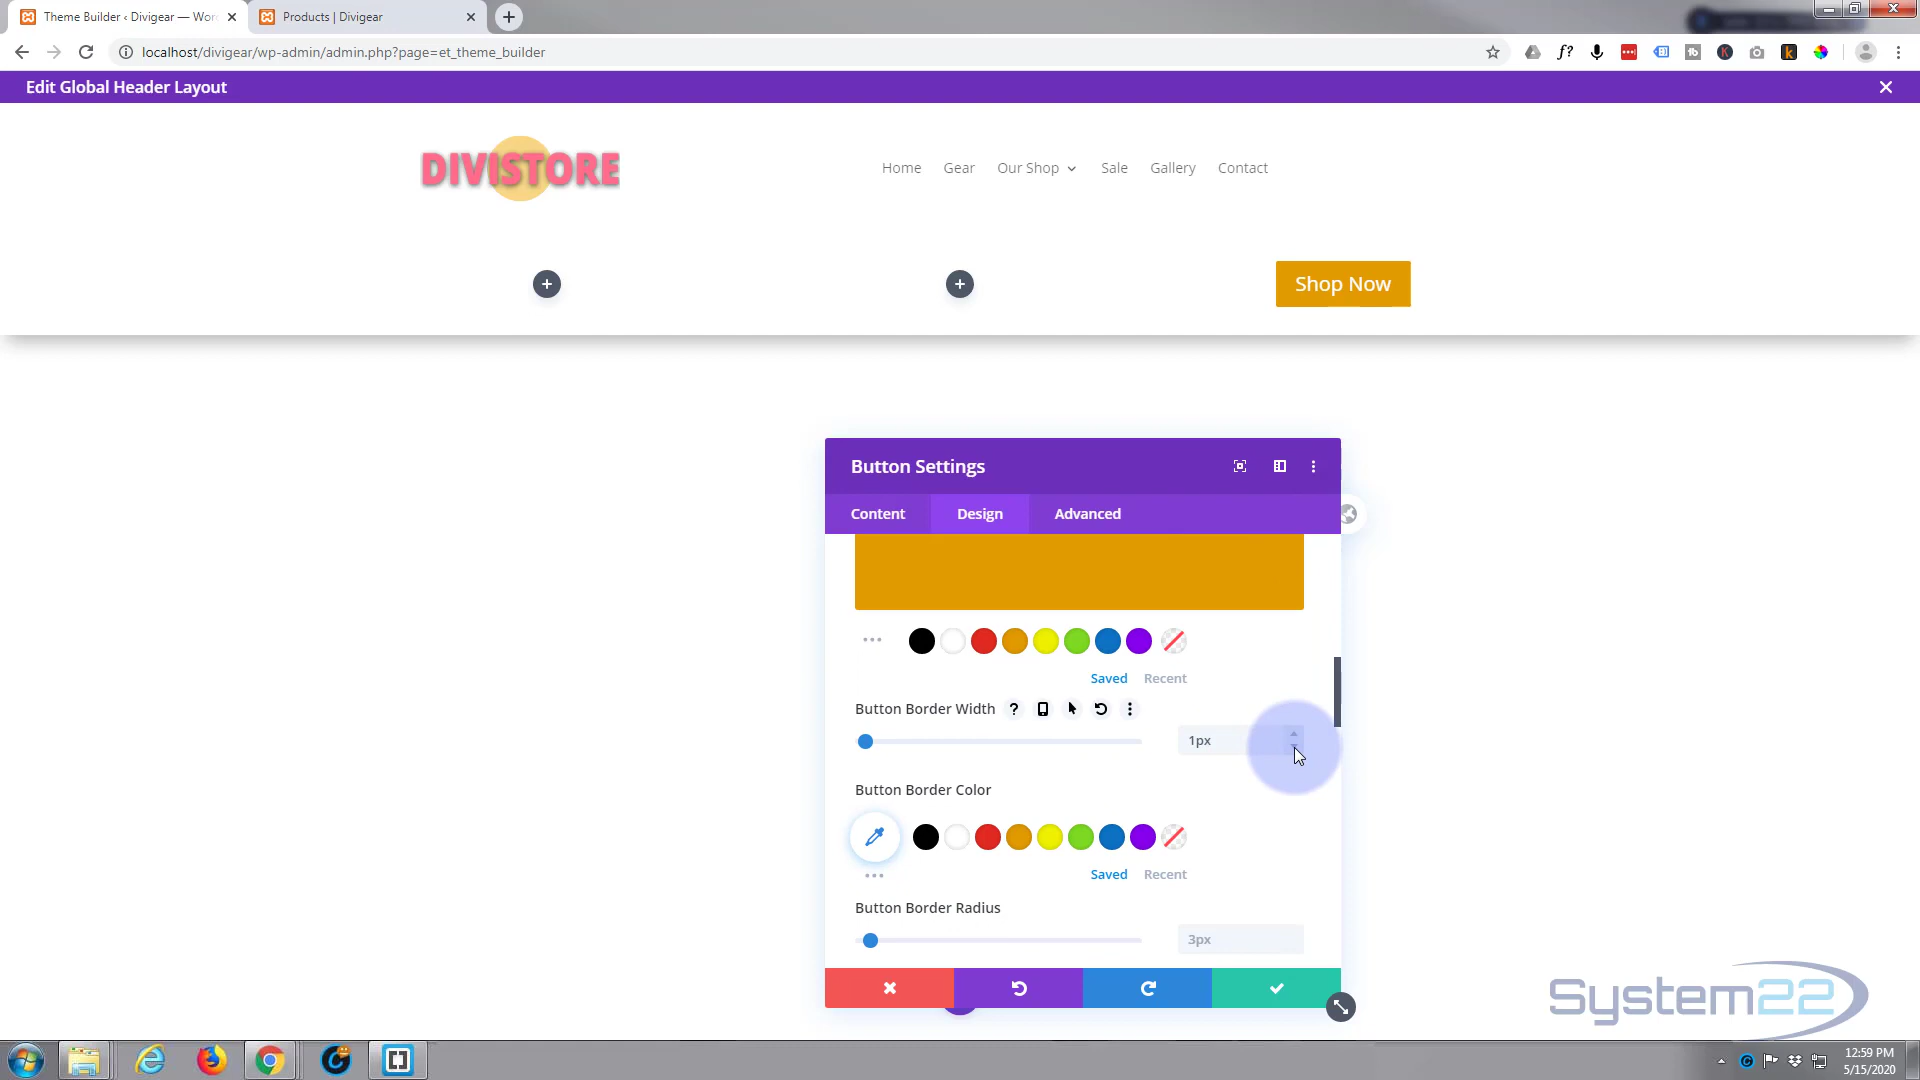 Theme Builder ‹ Divigear — Wor
Products | Divigear
localhost/divigear/wp-admin/admin.php?page=et_theme_builder
Edit Global Header Layout
DIVISTORE
Home
Gear
Our Shop
Sale
Gallery
Contact
Shop Now
Button Settings
Content
Design
Advanced
Saved
Recent
Button Border Width
1px
Button Border Color
Saved
Recent
Button Border Radius
3px
System22
12:59 PM
5/15/2020